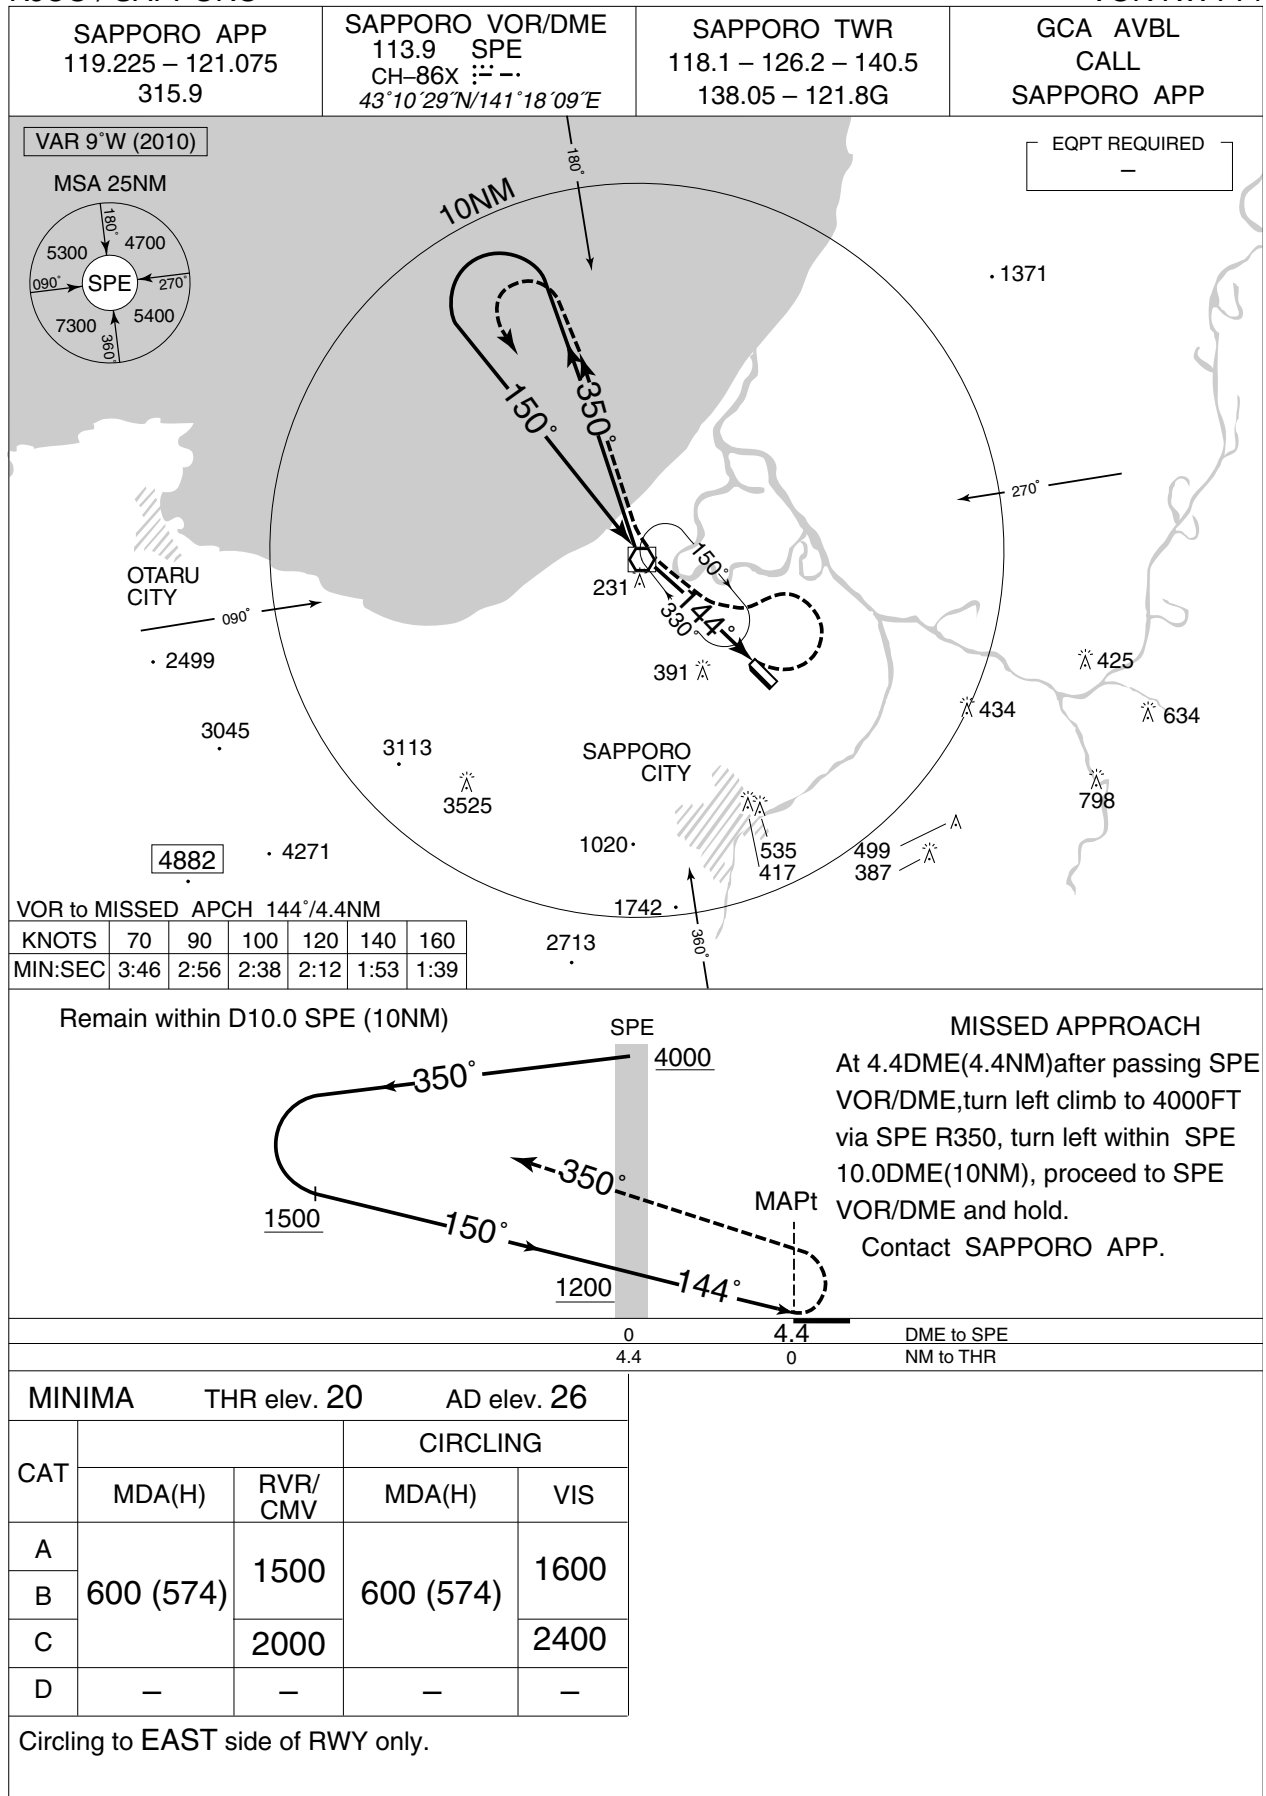 SAPPORO APP
119.225 – 121.075
315.9
SAPPORO VOR/DME
113.9 SPE
CH–86X
43°10´29˝N/141°18´09˝E
SAPPORO TWR
118.1 – 126.2 – 140.5
138.05 – 121.8G
GCA AVBL
CALL
SAPPORO APP
VAR 9°W (2010)
MSA 25NM
180°
5300
4700
090°
SPE
270°
7300
5400
360°
EQPT REQUIRED
–
180°
10NM
1371
150°
350°
270°
OTARU
CITY
090°
231
150°
330°
144°
2499
391
425
434
634
3045
3113
3525
SAPPORO
CITY
798
4882
4271
1020
535
417
499
387
1742
2713
360°
VOR to MISSED APCH 144°/4.4NM
KNOTS 70 90 100 120 140 160
MIN:SEC 3:46 2:56 2:38 2:12 1:53 1:39
Remain within D10.0 SPE (10NM)
SPE
4000
350°
350°
1500
150°
MAPt
1200
144°
MISSED APPROACH
At 4.4DME(4.4NM)after passing SPE
VOR/DME,turn left climb to 4000FT
via SPE R350, turn left within SPE
10.0DME(10NM), proceed to SPE
VOR/DME and hold.
Contact SAPPORO APP.
0 4.4 DME to SPE
4.4 0 NM to THR
MINIMA THR elev. 20 AD elev. 26
CAT
CIRCLING
MDA(H) RVR/
CMV MDA(H) VIS
A
B
C
600 (574)
1500
2000
600 (574)
1600
2400
D – – – –
Circling to EAST side of RWY only.